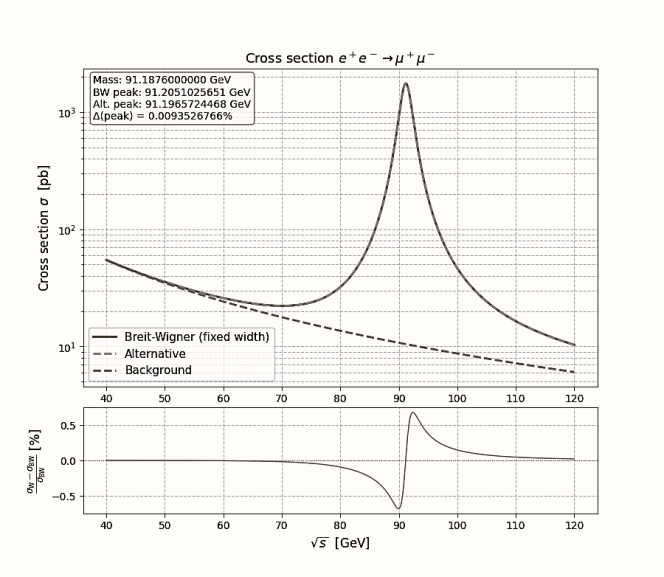 Cross section e⁺e⁻ → μ⁺μ⁻
Mass: 91.1876000000 GeV
BW peak: 91.2051025651 GeV
Alt. peak: 91.1965724468 GeV
Δ(peak) = 0.0093526766%
Cross section σ [pb]
10³
10²
10¹
Breit-Wigner (fixed width)
Alternative
Background
40 50 60 70 80 90 100 110 120
(σ_W − σ_BW)/σ_BW [%]
0.5
0.0
−0.5
40 50 60 70 80 90 100 110 120
√s [GeV]